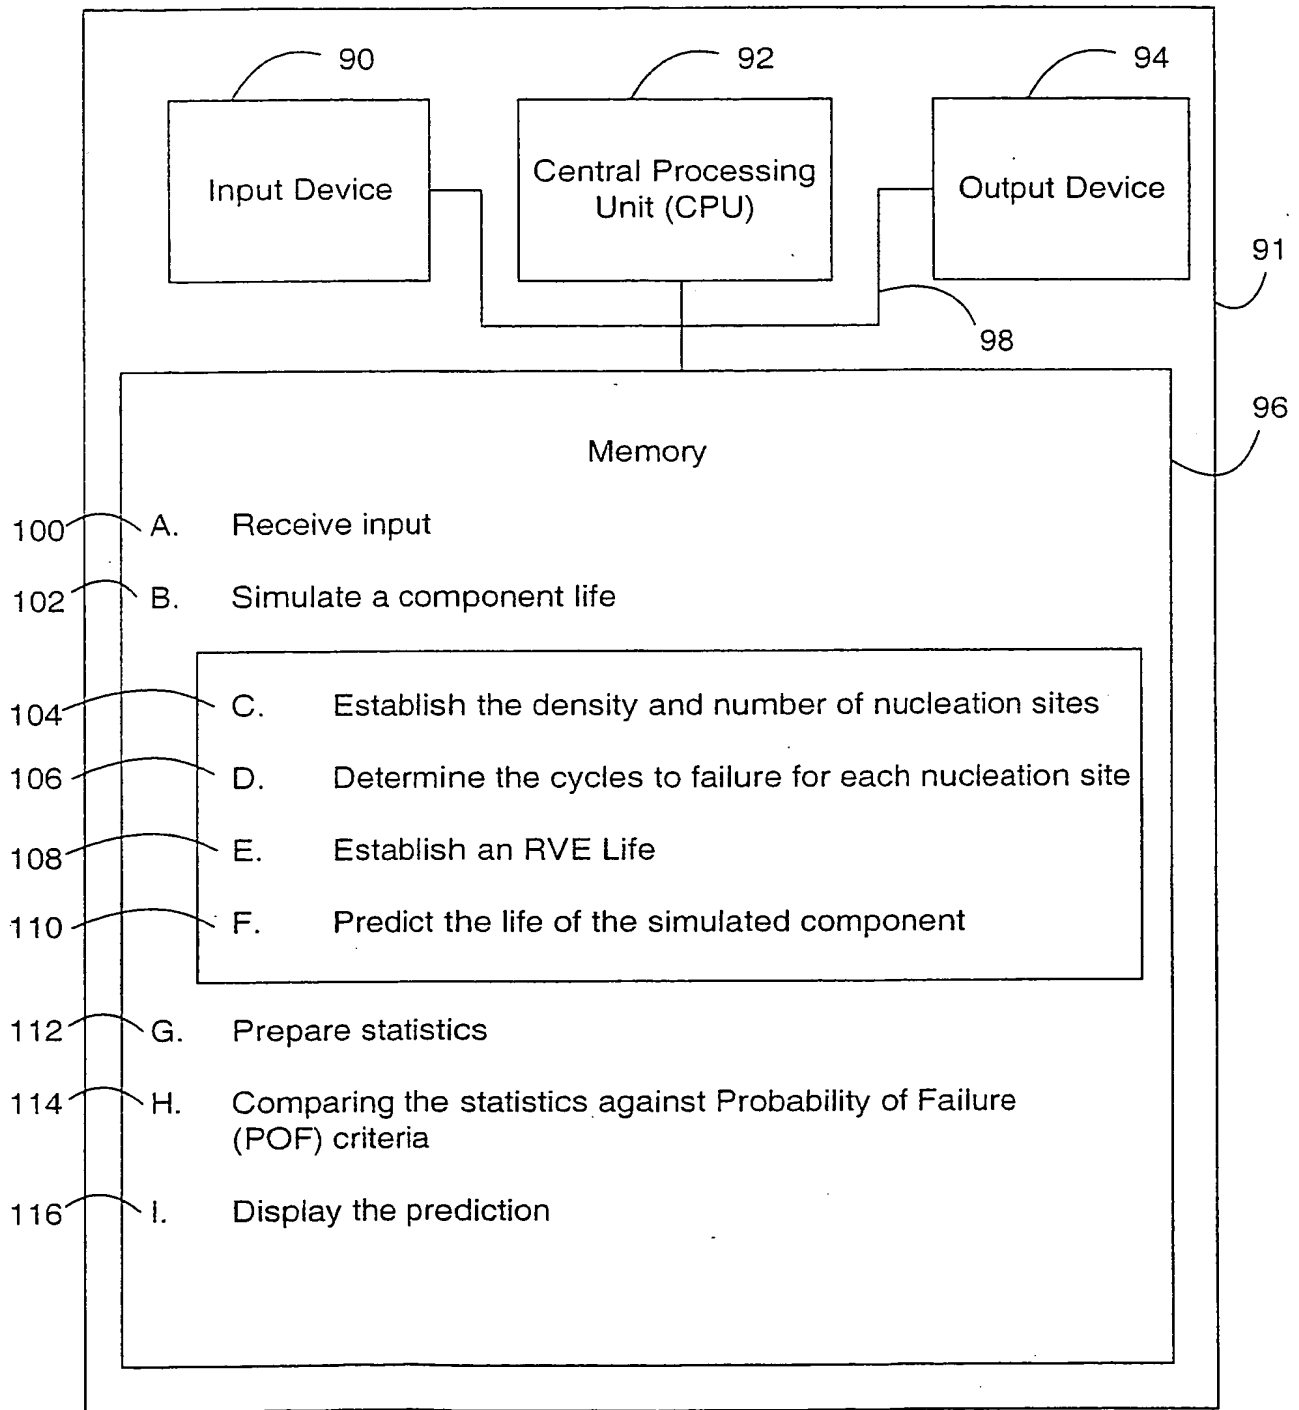 90
92
94
Input Device
Central Processing
Unit (CPU)
Output Device
91
98
96
Memory
100 A. Receive input
102 B. Simulate a component life
104 C. Establish the density and number of nucleation sites
106 D. Determine the cycles to failure for each nucleation site
108 E. Establish an RVE Life
110 F. Predict the life of the simulated component
112 G. Prepare statistics
114 H. Comparing the statistics against Probability of Failure
(POF) criteria
116 I. Display the prediction